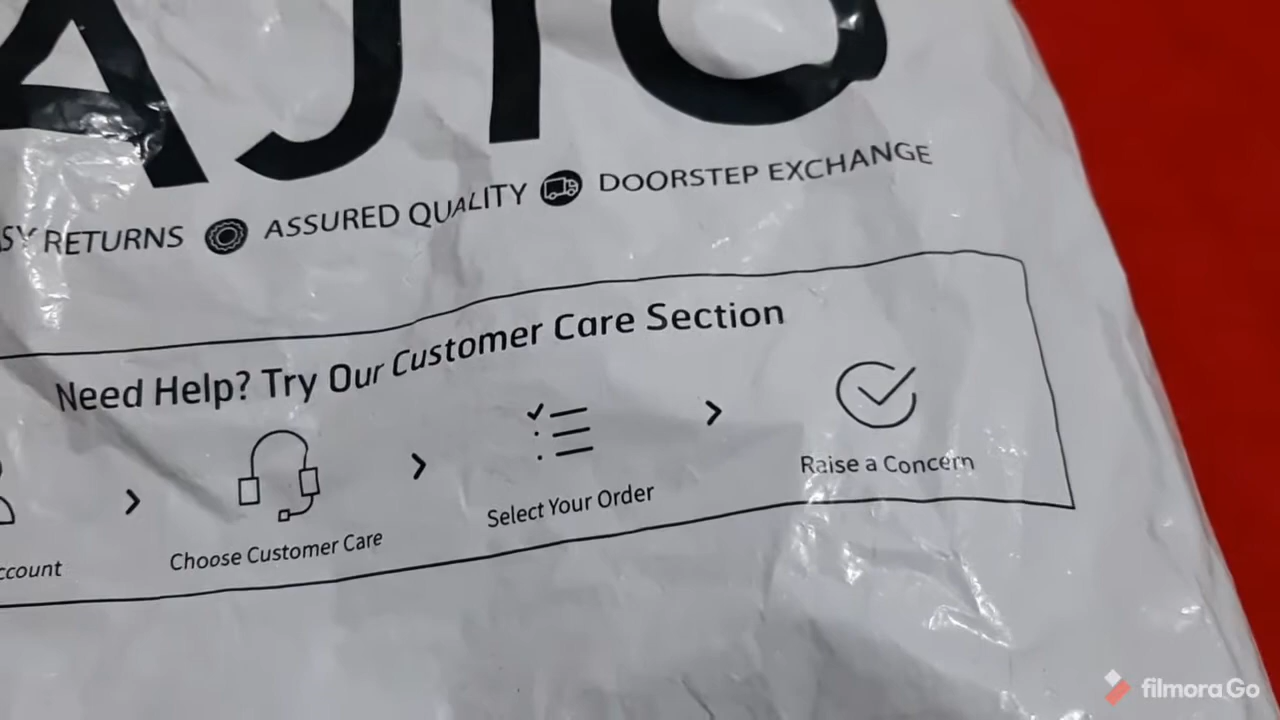 AJIO
SY RETURNS ASSURED QUALITY DOORSTEP EXCHANGE
Need Help? Try Our Customer Care Section
ccount > Choose Customer Care > Select Your Order > Raise a Concern
filmoraGo